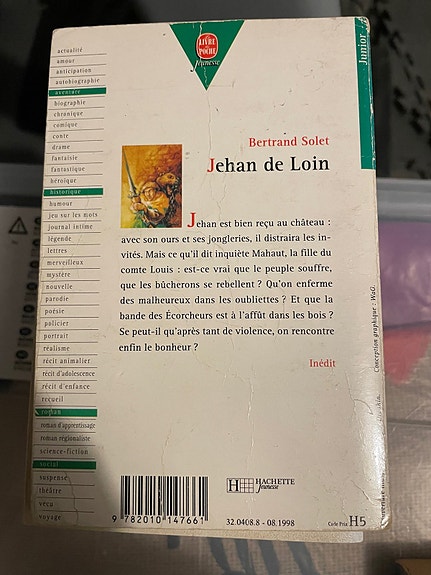 LE
LIVRE
DE
POCHE
Jeunesse
Junior
actualité
amour
anticipation
autobiographie
aventure
biographie
chronique
comique
conte
drame
fantaisie
fantastique
héroïque
historique
humour
jeu sur les mots
journal intime
légende
lettres
merveilleux
mystère
nouvelle
parodie
poésie
policier
portrait
réalisme
récit animalier
récit d'adolescence
récit d'enfance
recueil
roman
roman d'apprentissage
roman régionaliste
science-fiction
social
suspense
théâtre
vécu
voyage
Bertrand Solet
Jehan de Loin
Jehan est bien reçu au château :
avec son ours et ses jongleries, il distraira les in-
vités. Mais ce qu'il dit inquiète Mahaut, la fille du
comte Louis : est-ce vrai que le peuple souffre,
que les bûcherons se rebellent ? Qu'on enferme
des malheureux dans les oubliettes ? Et que la
bande des Écorcheurs est à l'affût dans les bois ?
Se peut-il qu'après tant de violence, on rencontre
enfin le bonheur ?
Inédit
Conception graphique : WaG.
H HACHETTE
Jeunesse
9 782010 147661
32.0408.8 - 08.1998
Code Prix H5